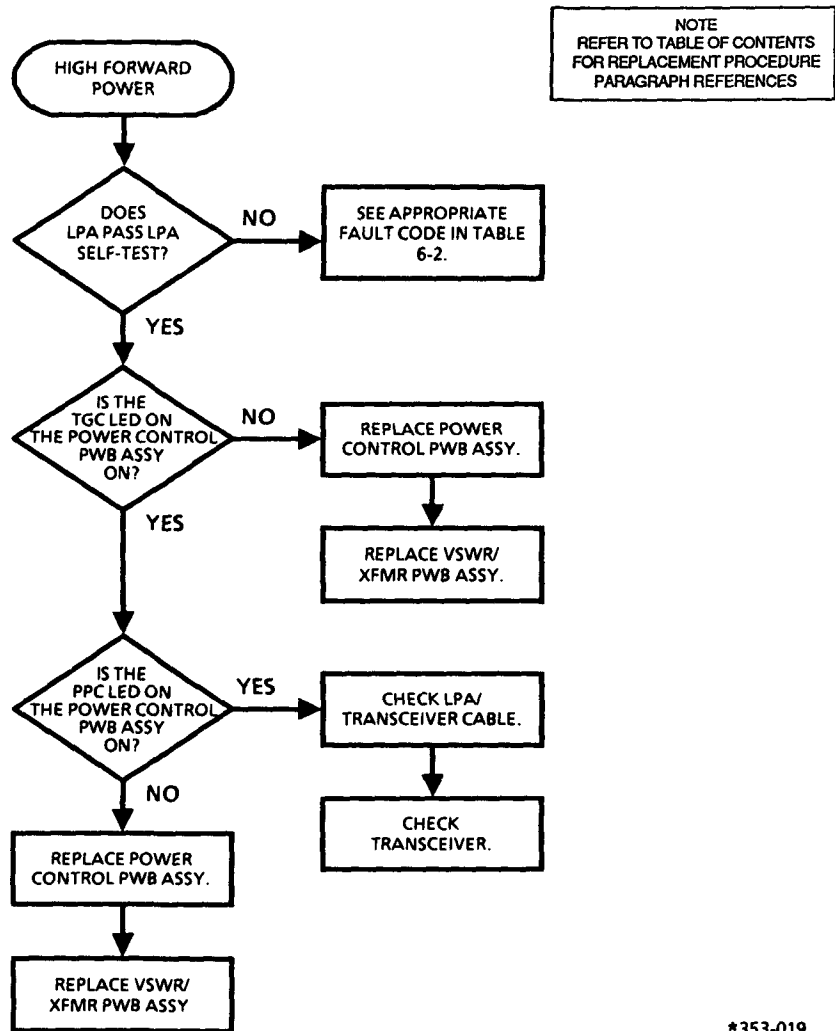 NOTE
REFER TO TABLE OF CONTENTS
FOR REPLACEMENT PROCEDURE
PARAGRAPH REFERENCES
HIGH FORWARD
POWER
DOES
LPA PASS LPA
SELF-TEST?
NO
SEE APPROPRIATE
FAULT CODE IN TABLE
6-2.
YES
IS THE
TGC LED ON
THE POWER CONTROL
PWB ASSY
ON?
NO
REPLACE POWER
CONTROL PWB ASSY.
REPLACE VSWR/
XFMR PWB ASSY.
YES
IS THE
PPC LED ON
THE POWER CONTROL
PWB ASSY
ON?
YES
CHECK LPA/
TRANSCEIVER CABLE.
CHECK
TRANSCEIVER.
NO
REPLACE POWER
CONTROL PWB ASSY.
REPLACE VSWR/
XFMR PWB ASSY
*353-019